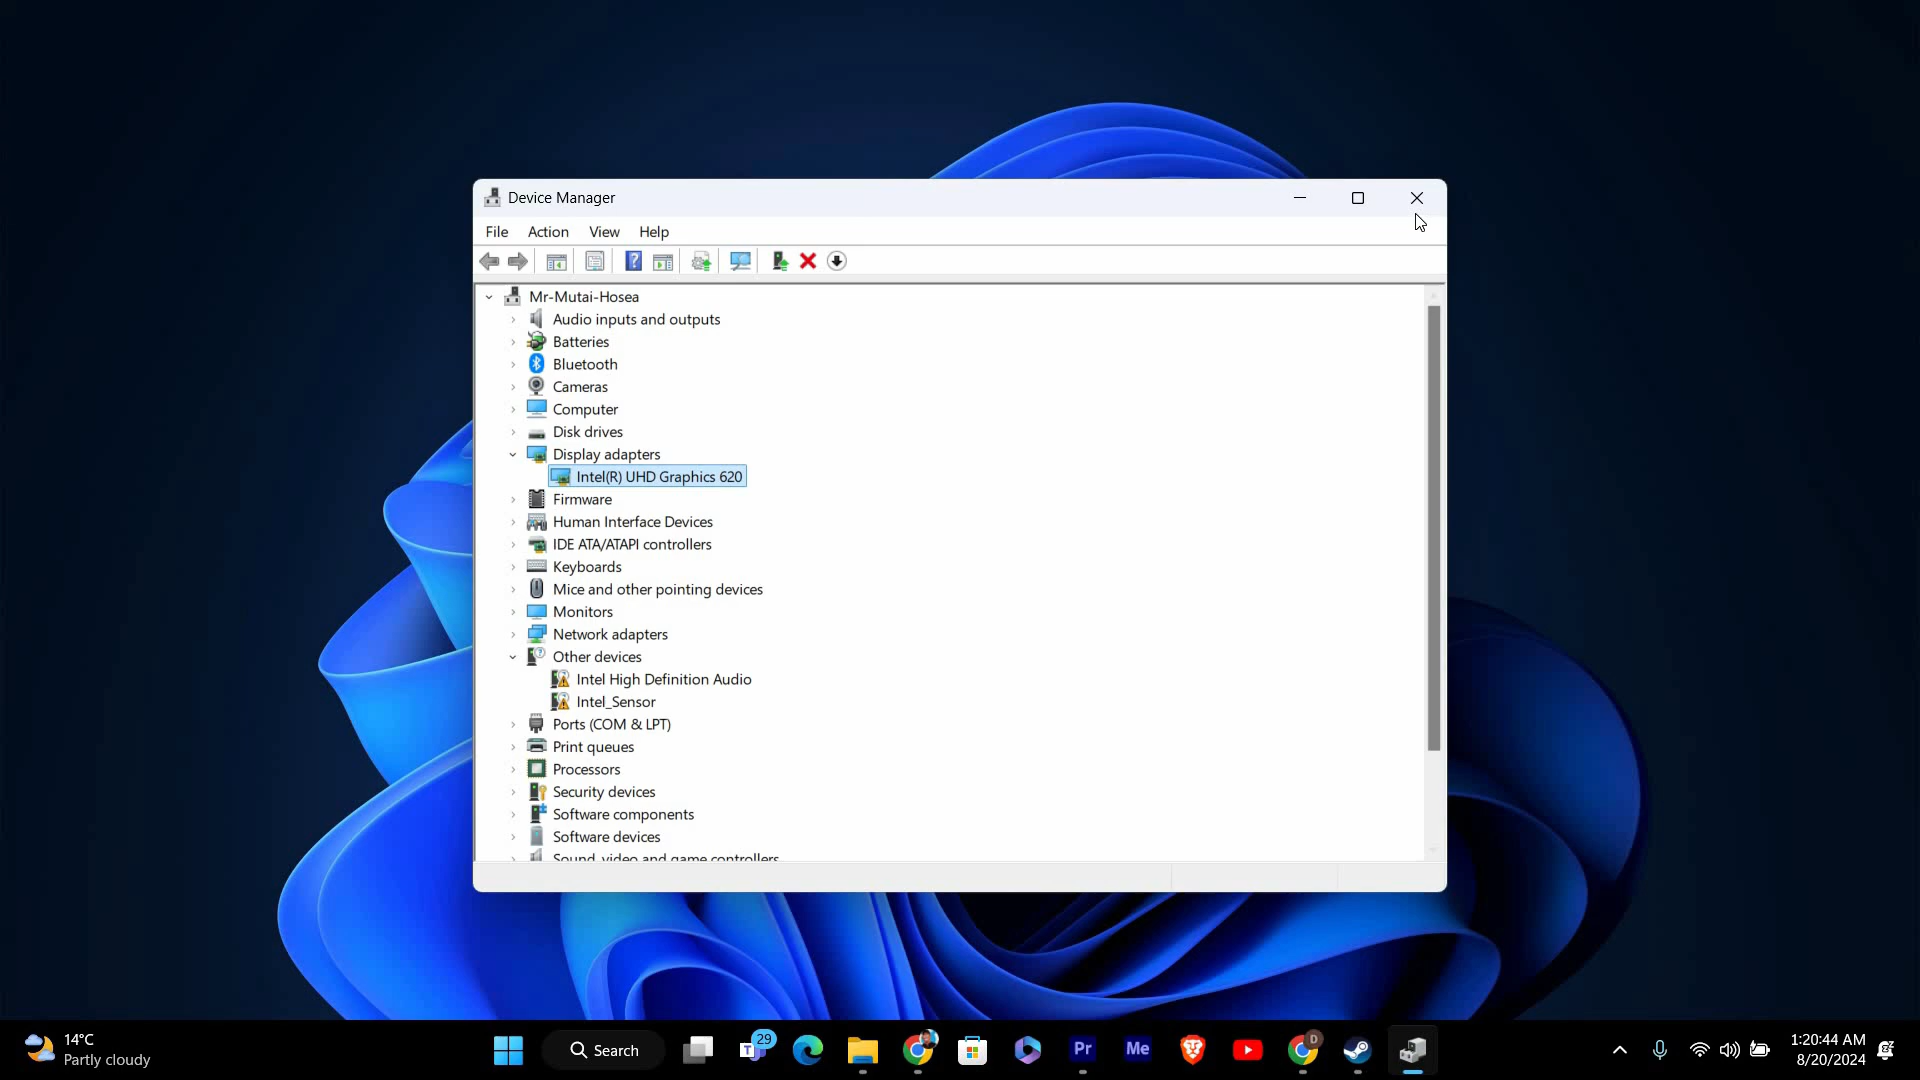 Device Manager
File Action View Help
Mr-Mutai-Hosea
Audio inputs and outputs
Batteries
Bluetooth
Cameras
Computer
Disk drives
Display adapters
Intel(R) UHD Graphics 620
Firmware
Human Interface Devices
IDE ATA/ATAPI controllers
Keyboards
Mice and other pointing devices
Monitors
Network adapters
Other devices
Intel High Definition Audio
Intel_Sensor
Ports (COM & LPT)
Print queues
Processors
Security devices
Software components
Software devices
Sound, video and game controllers
14°C
Partly cloudy
Search
29
T
Pr
Me
D
1:20:44 AM
8/20/2024